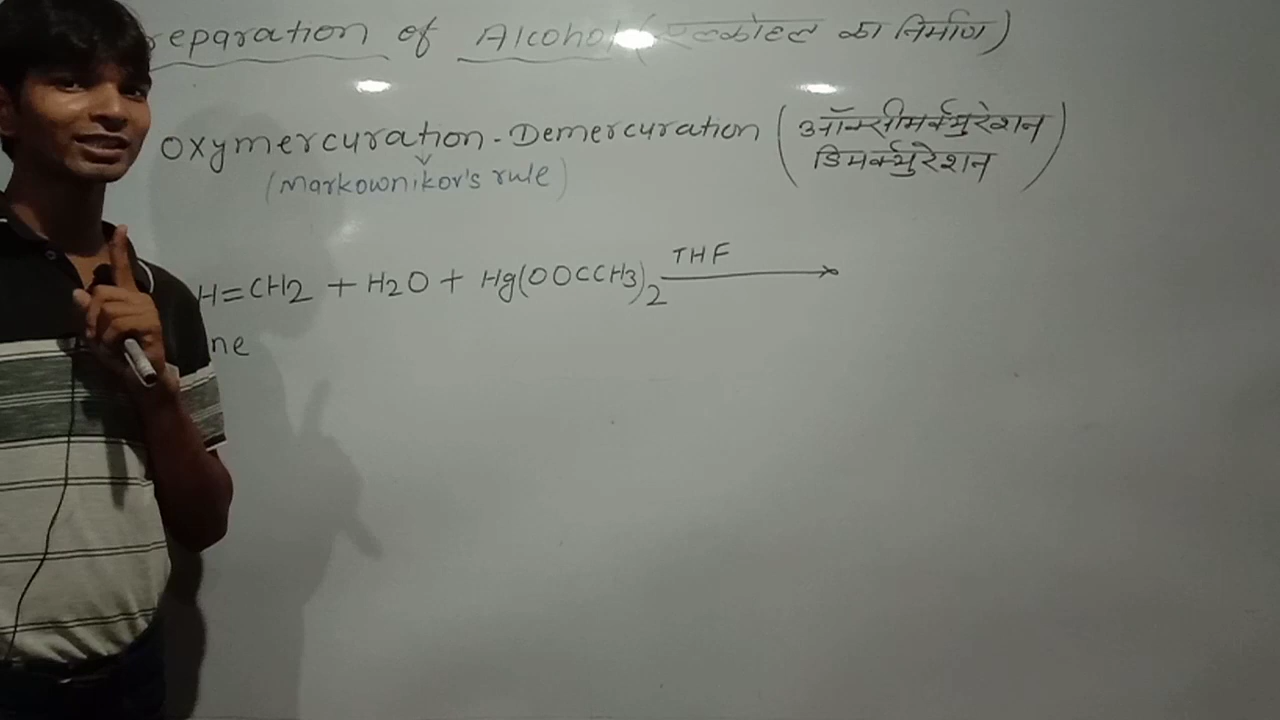 eparation of Alcohol (एल्कोहल का निर्माण)
Oxymercuration-Demercuration (ऑक्सीमर्क्युरेशन
डिमर्क्युरेशन)
(Markownikov's rule)
H=CH2 + H2O + Hg(OOCCH3)2 THF
ne